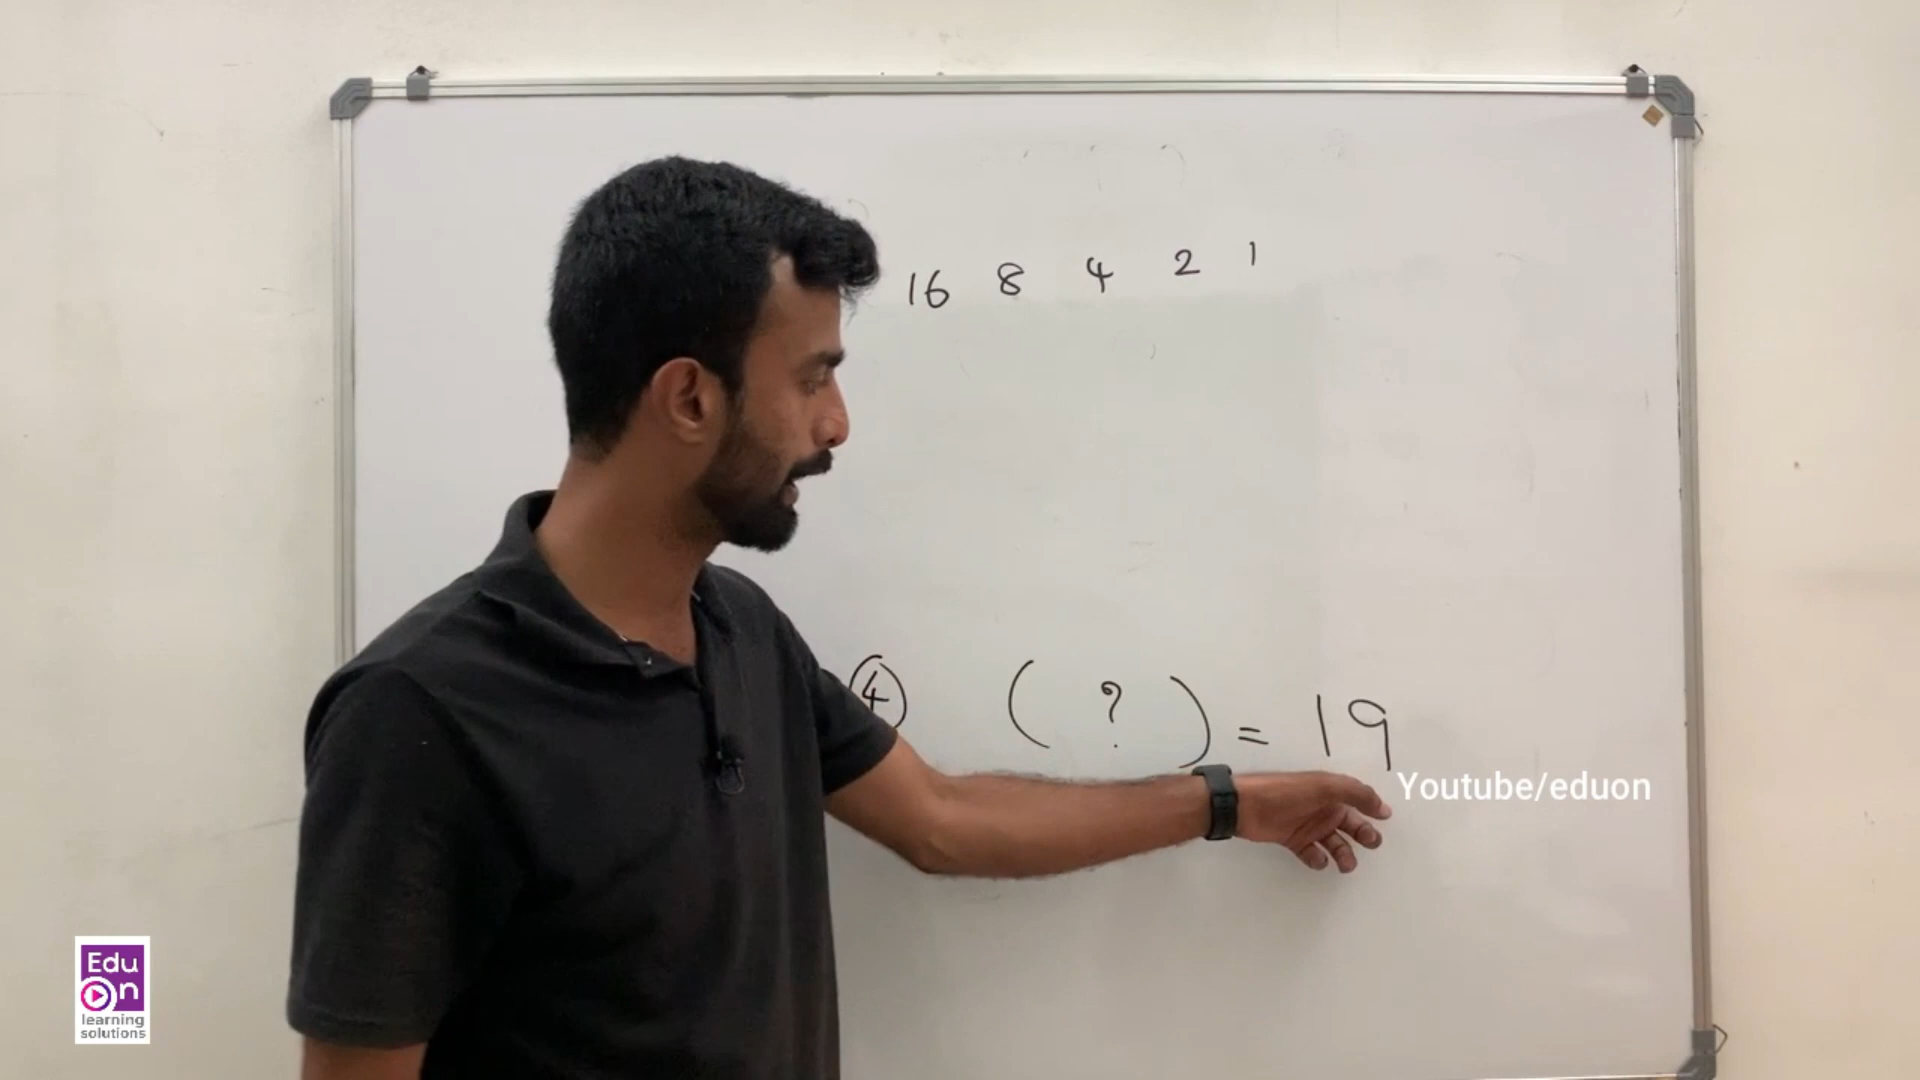 16 8 4 2 1
4 ( ? ) = 19
Youtube/eduon
Edu
On
learning
solutions